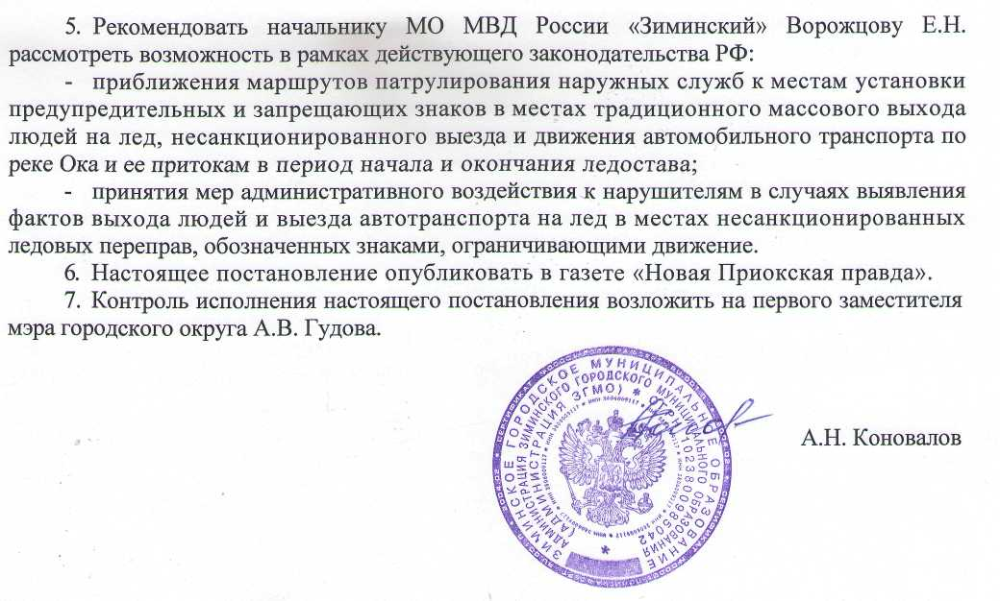 5. Рекомендовать начальнику МО МВД России «Зиминский» Ворожцову Е.Н.
рассмотреть возможность в рамках действующего законодательства РФ:
- приближения маршрутов патрулирования наружных служб к местам установки
предупредительных и запрещающих знаков в местах традиционного массового выхода
людей на лед, несанкционированного выезда и движения автомобильного транспорта по
реке Ока и ее притокам в период начала и окончания ледостава;
- принятия мер административного воздействия к нарушителям в случаях выявления
фактов выхода людей и выезда автотранспорта на лед в местах несанкционированных
ледовых переправ, обозначенных знаками, ограничивающими движение.
6. Настоящее постановление опубликовать в газете «Новая Приокская правда».
7. Контроль исполнения настоящего постановления возложить на первого заместителя
мэра городского округа А.В. Гудова.
ЗИМИНСКОЕ ГОРОДСКОЕ МУНИЦИПАЛЬНОЕ ОБРАЗОВАНИЕ
АДМИНИСТРАЦИЯ ЗИМИНСКОГО ГОРОДСКОГО МУНИЦИПАЛЬНОГО ОБРАЗОВАНИЯ
(АДМИНИСТРАЦИЯ ЗГМО) * ОГРН 1023800985042
А.Н. Коновалов